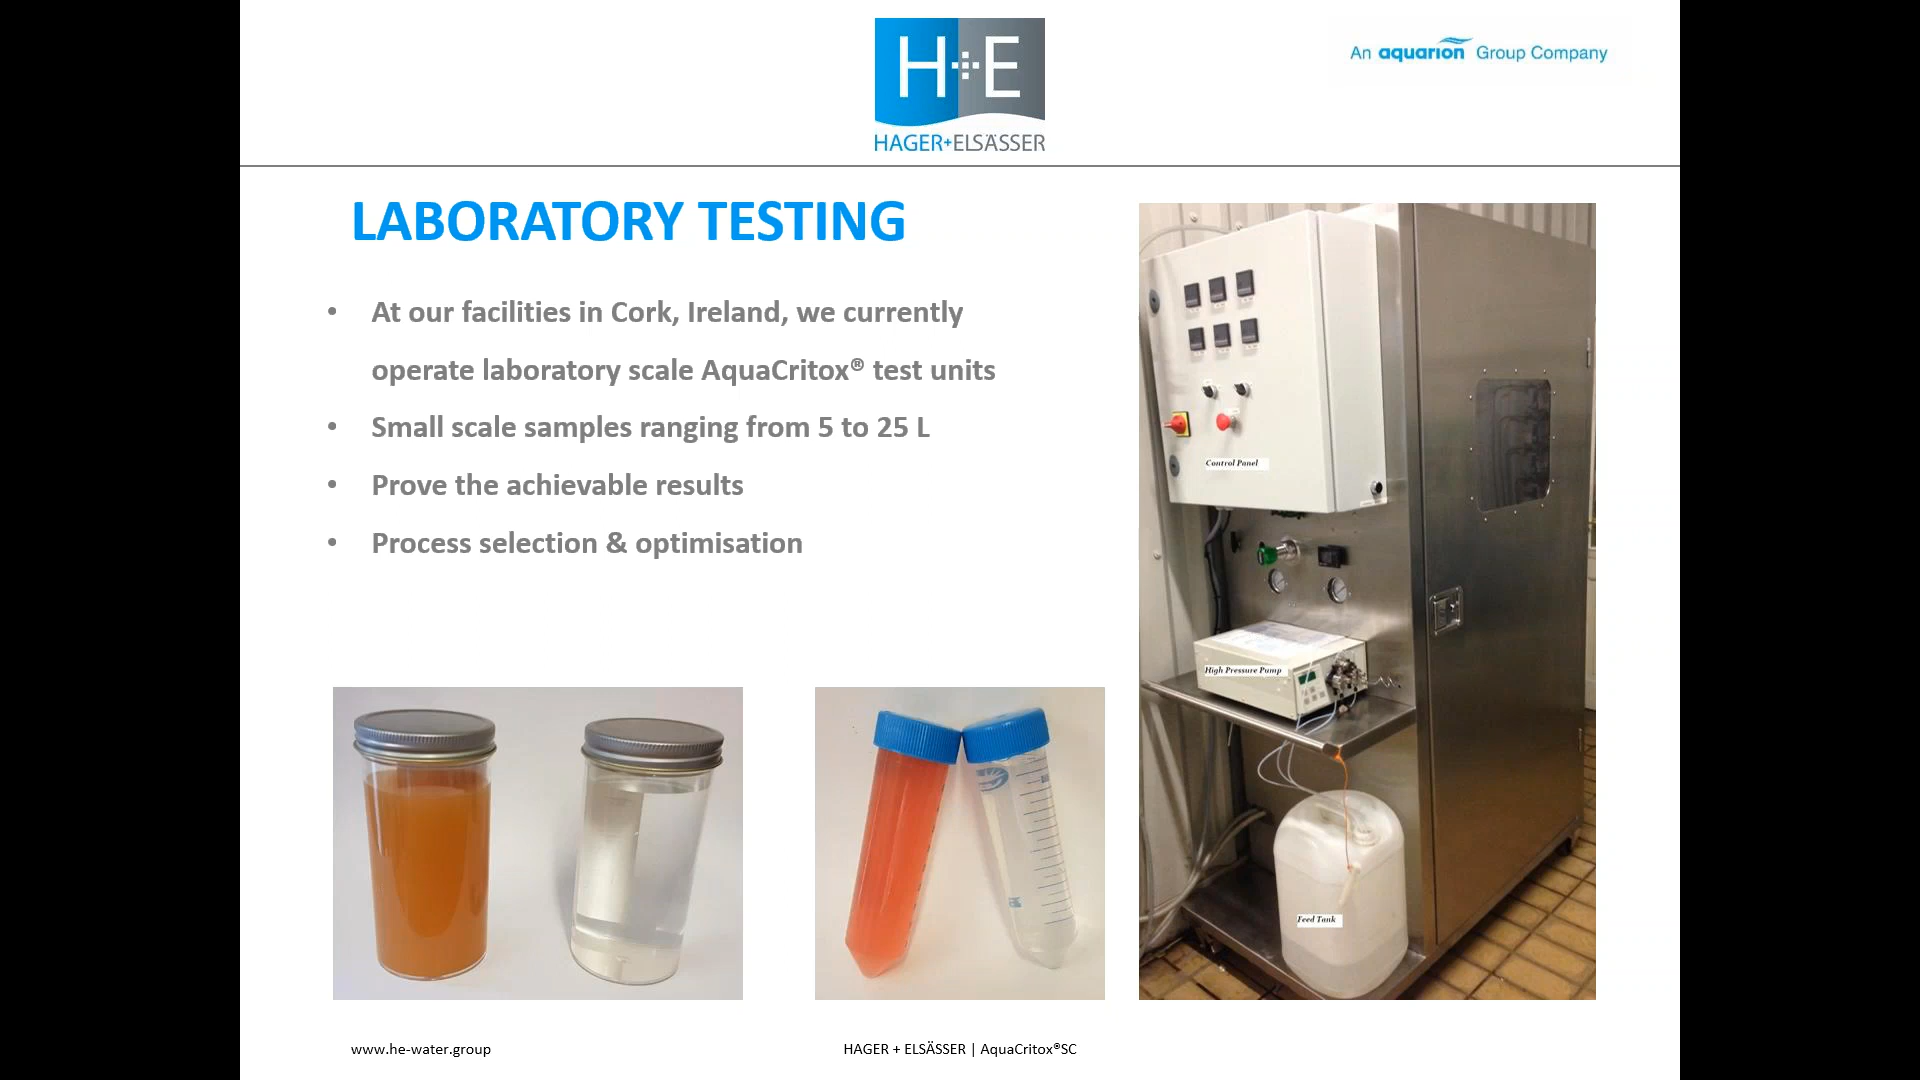 H+E
HAGER+ELSÄSSER
An aquarion Group Company
LABORATORY TESTING
• At our facilities in Cork, Ireland, we currently
operate laboratory scale AquaCritox® test units
• Small scale samples ranging from 5 to 25 L
• Prove the achievable results
• Process selection & optimisation
Control Panel
High Pressure Pump
Feed Tank
www.he-water.group
HAGER + ELSÄSSER | AquaCritox®SC